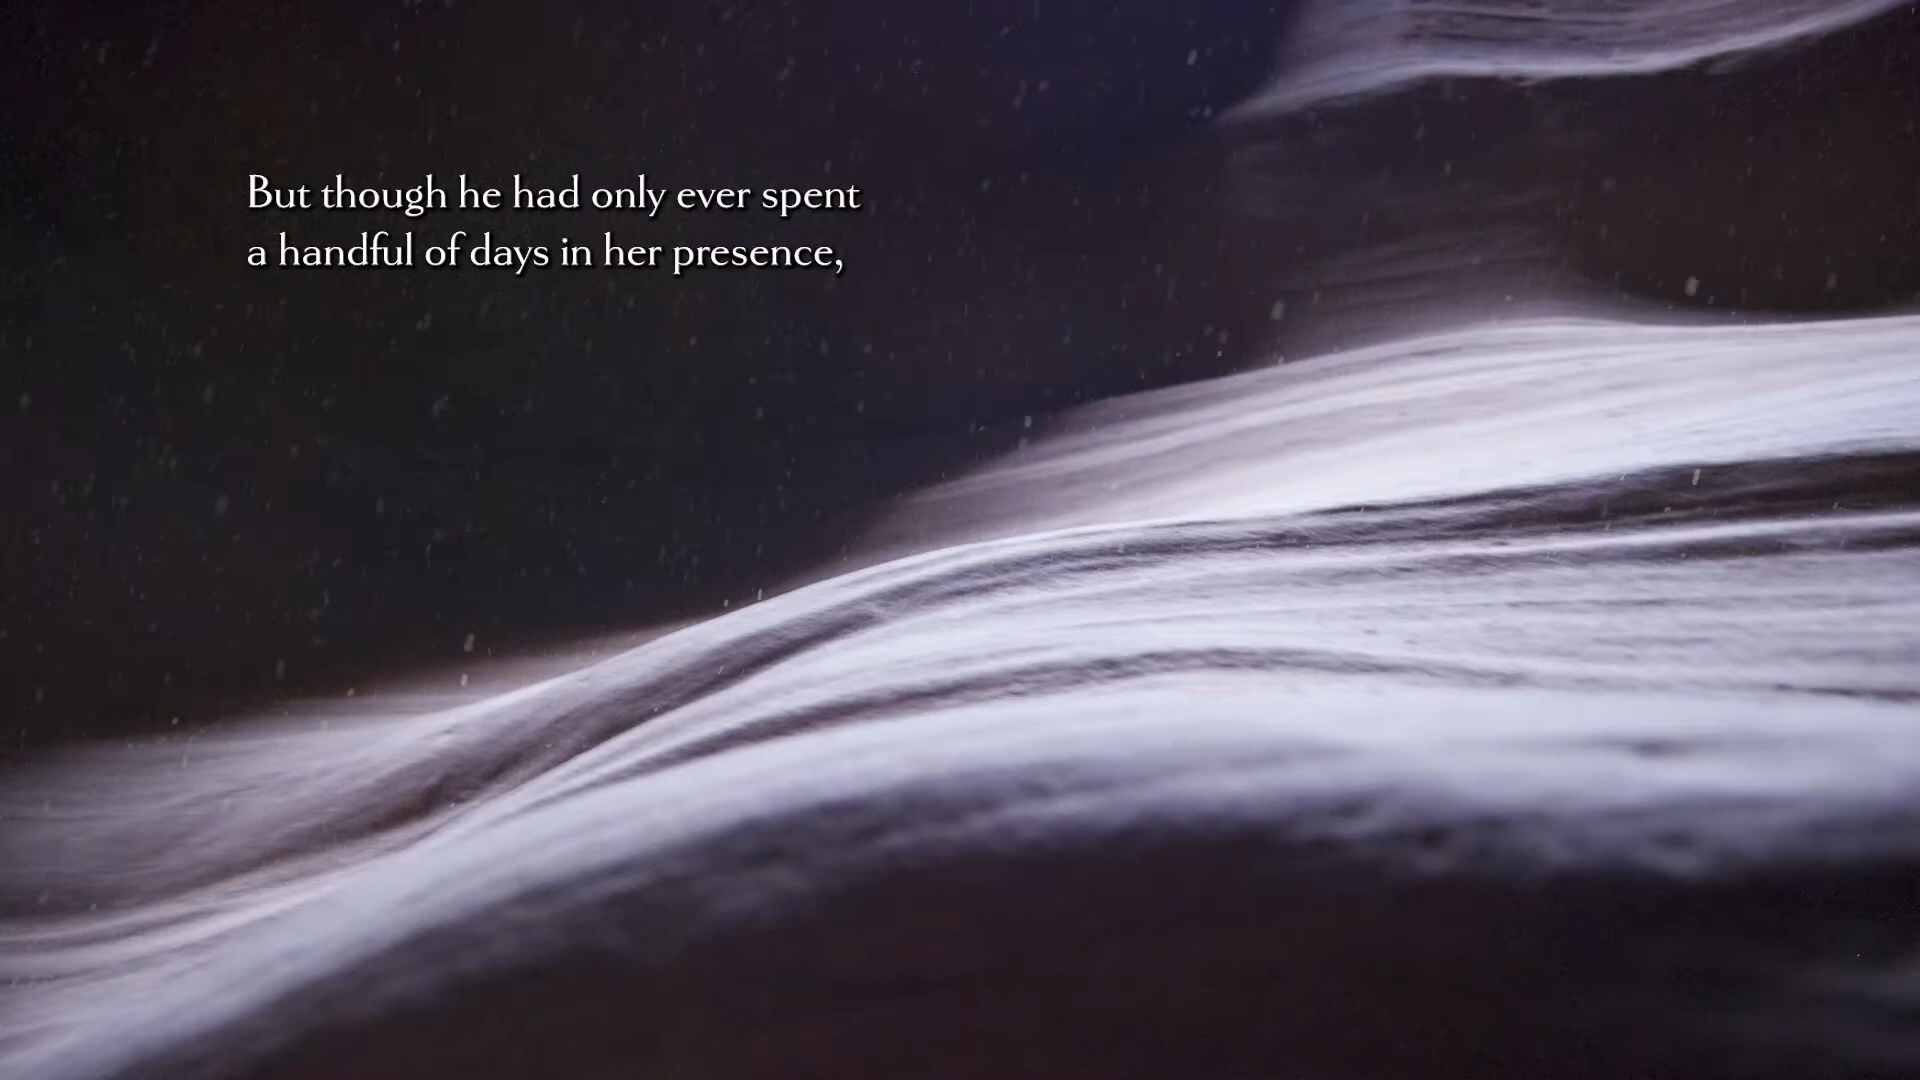 But though he had only ever spent
a handful of days in her presence,